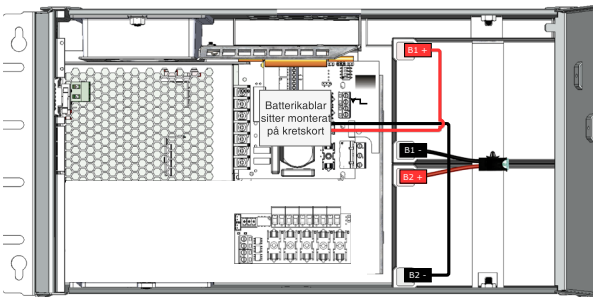 B1 +
Batterikablar
sitter monterat
på kretskort
B1 -
B2 +
B2 -